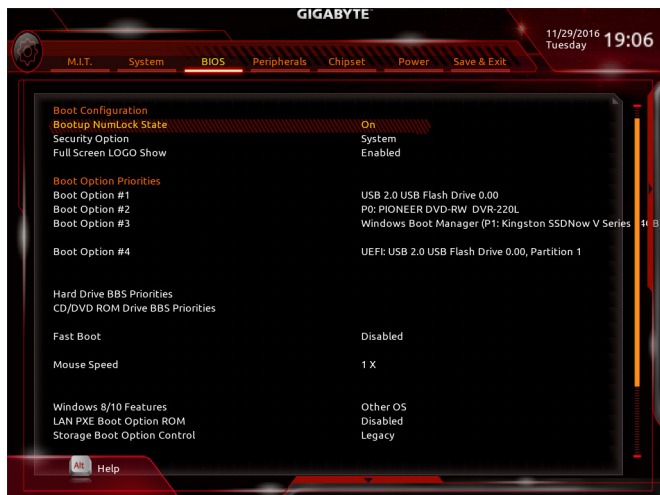 GIGABYTE™
11/29/2016 19:06
Tuesday
M.I.T. System BIOS Peripherals Chipset Power Save & Exit
Boot Configuration
Bootup NumLock State On
Security Option System
Full Screen LOGO Show Enabled
Boot Option Priorities
Boot Option #1 USB 2.0 USB Flash Drive 0.00
Boot Option #2 P0: PIONEER DVD-RW DVR-220L
Boot Option #3 Windows Boot Manager (P1: Kingston SSDNow V Series
Boot Option #4 UEFI: USB 2.0 USB Flash Drive 0.00, Partition 1
Hard Drive BBS Priorities
CD/DVD ROM Drive BBS Priorities
Fast Boot Disabled
Mouse Speed 1 X
Windows 8/10 Features Other OS
LAN PXE Boot Option ROM Disabled
Storage Boot Option Control Legacy
Alt Help